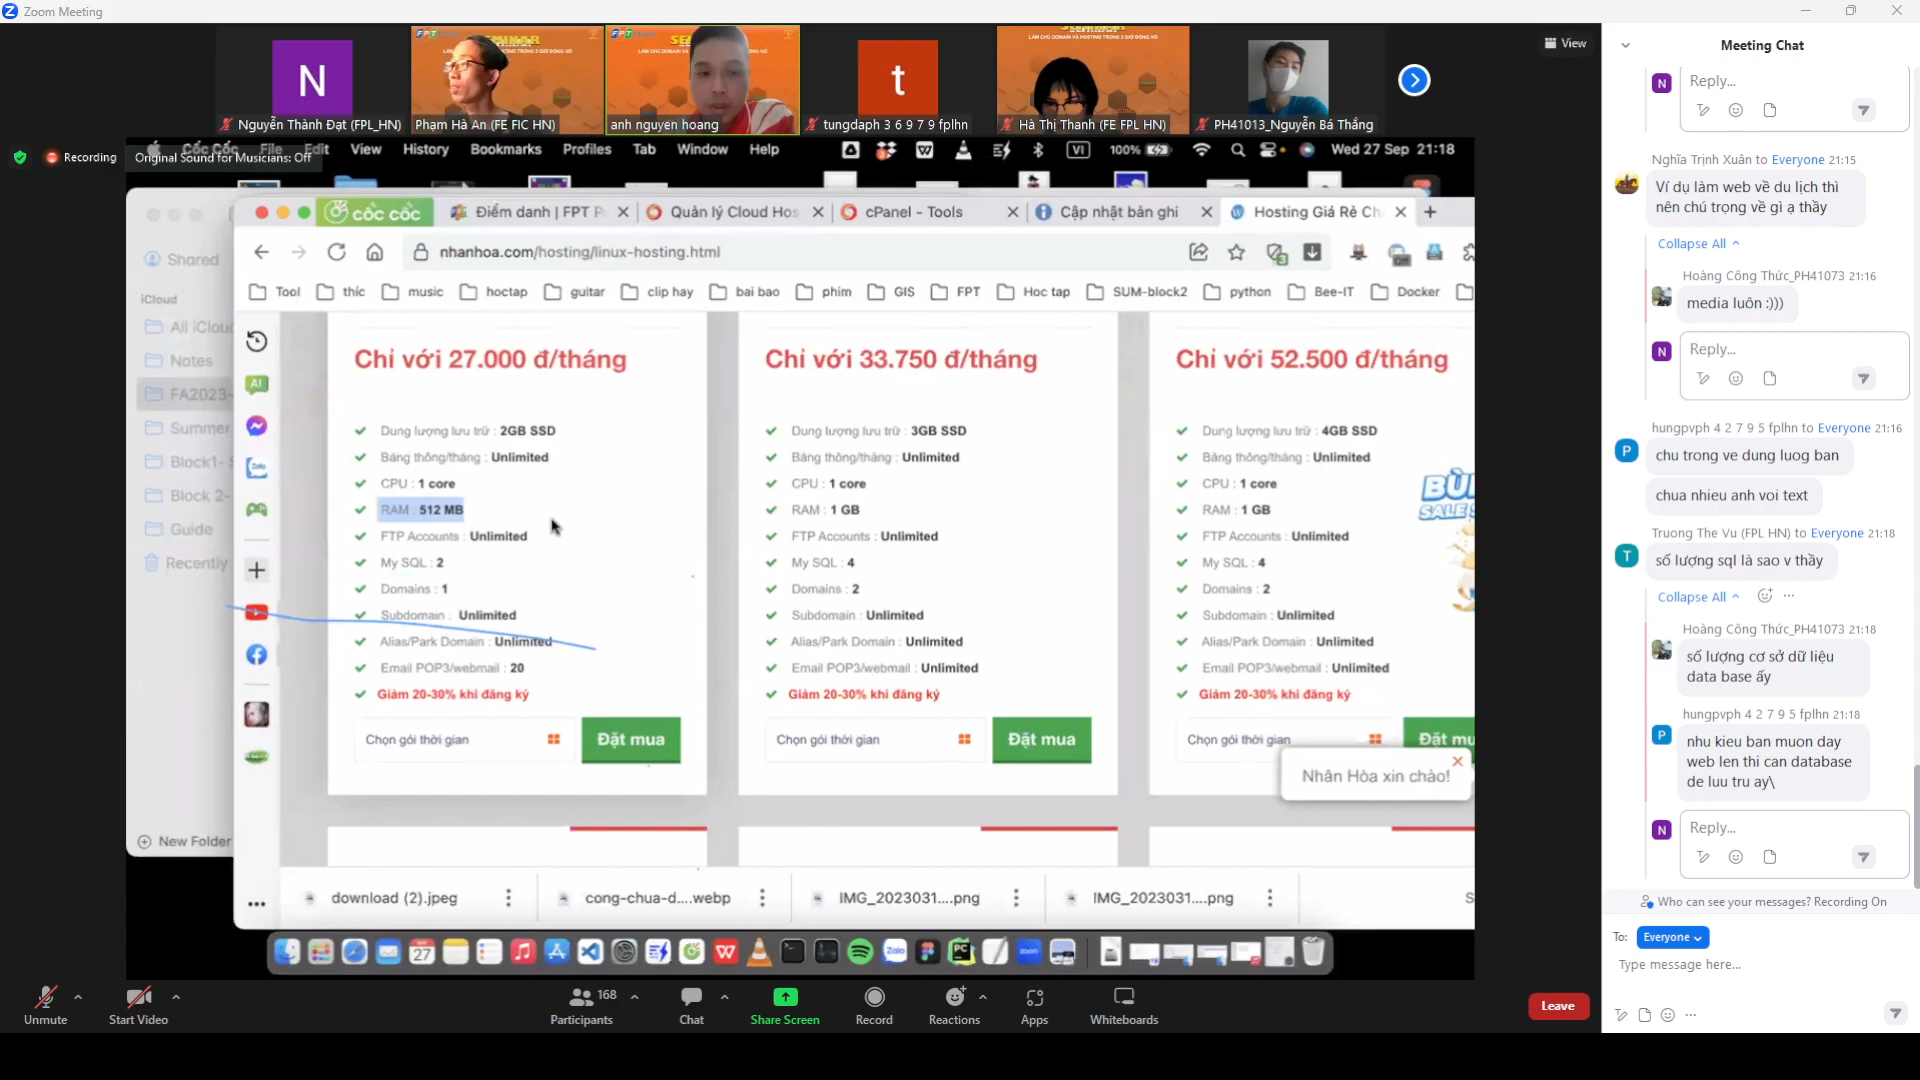 Zoom Meeting
N
Nguyễn Thành Đạt (FPL_HN)
Phạm Hà An (FE FIC HN)
anh nguyen hoang
t
tungdaph 3 6 9 7 9 fplhn
Hà Thị Thanh (FE FPL HN)
PH41013_Nguyễn Bá Thắng
View
Recording
Original Sound for Musicians: Off
Cốc Cốc File Edit View History Bookmarks Profiles Tab Window Help
VI 100% Wed 27 Sep 21:18
cốc cốc
Điểm danh | FPT P
Quản lý Cloud Hos
cPanel - Tools
Cập nhật bản ghi
Hosting Giá Rẻ Ch
nhanhoa.com/hosting/linux-hosting.html
Tool thíc music hoctap guitar clip hay bai bao phim GIS FPT Hoc tap SUM-block2 python Bee-IT Docker
Shared
iCloud
All iClou
Notes
FA2023-
Summer
Block1- S
Block 2-
Guide
Recently
New Folder
Chỉ với 27.000 đ/tháng
Dung lượng lưu trữ : 2GB SSD
Băng thông/tháng : Unlimited
CPU : 1 core
RAM : 512 MB
FTP Accounts : Unlimited
My SQL : 2
Domains : 1
Subdomain : Unlimited
Alias/Park Domain : Unlimited
Email POP3/webmail : 20
Giảm 20-30% khi đăng ký
Chọn gói thời gian
Đặt mua
Chỉ với 33.750 đ/tháng
Dung lượng lưu trữ : 3GB SSD
Băng thông/tháng : Unlimited
CPU : 1 core
RAM : 1 GB
FTP Accounts : Unlimited
My SQL : 4
Domains : 2
Subdomain : Unlimited
Alias/Park Domain : Unlimited
Email POP3/webmail : Unlimited
Giảm 20-30% khi đăng ký
Chọn gói thời gian
Đặt mua
Chỉ với 52.500 đ/tháng
Dung lượng lưu trữ : 4GB SSD
Băng thông/tháng : Unlimited
CPU : 1 core
RAM : 1 GB
FTP Accounts : Unlimited
My SQL : 4
Domains : 2
Subdomain : Unlimited
Alias/Park Domain : Unlimited
Email POP3/webmail : Unlimited
Giảm 20-30% khi đăng ký
Chọn gói thời gian
Đặt mu
Nhân Hòa xin chào!
download (2).jpeg
cong-chua-d....webp
IMG_2023031....png
IMG_2023031....png
Unmute
Start Video
168
Participants
Chat
Share Screen
Record
Reactions
Apps
Whiteboards
Leave
Meeting Chat
N
Reply...
Nghĩa Trịnh Xuân to Everyone 21:15
Ví dụ làm web về du lịch thì
nên chú trọng về gì ạ thầy
Collapse All
Hoàng Công Thức_PH41073 21:16
media luôn :)))
N
Reply...
hungpvph 4 2 7 9 5 fplhn to Everyone 21:16
P
chu trong ve dung luog ban
chua nhieu anh voi text
Truong The Vu (FPL HN) to Everyone 21:18
T
số lượng sql là sao v thầy
Collapse All
Hoàng Công Thức_PH41073 21:18
số lượng cơ sở dữ liệu
data base ấy
hungpvph 4 2 7 9 5 fplhn 21:18
P
nhu kieu ban muon day
web len thi can database
de luu tru ay\
N
Reply...
Who can see your messages? Recording On
To: Everyone
Type message here...